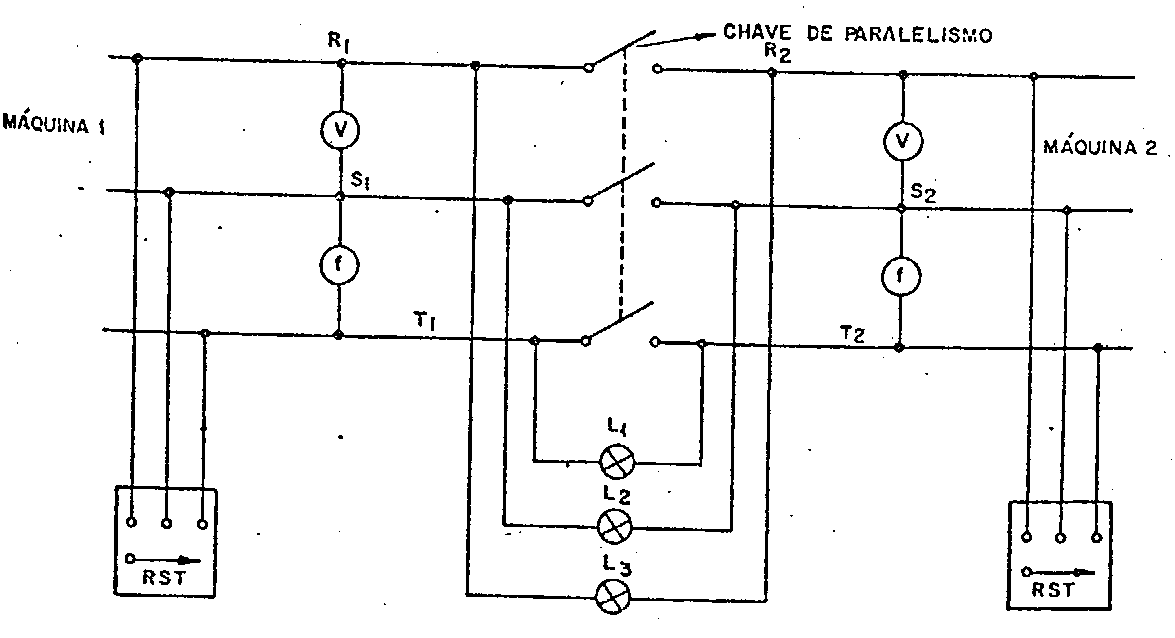 CHAVE DE PARALELISMO
R1
R2
MÁQUINA 1
V
V
MÁQUINA 2
S1
S2
f
f
T1
T2
L1
L2
L3
RST
RST